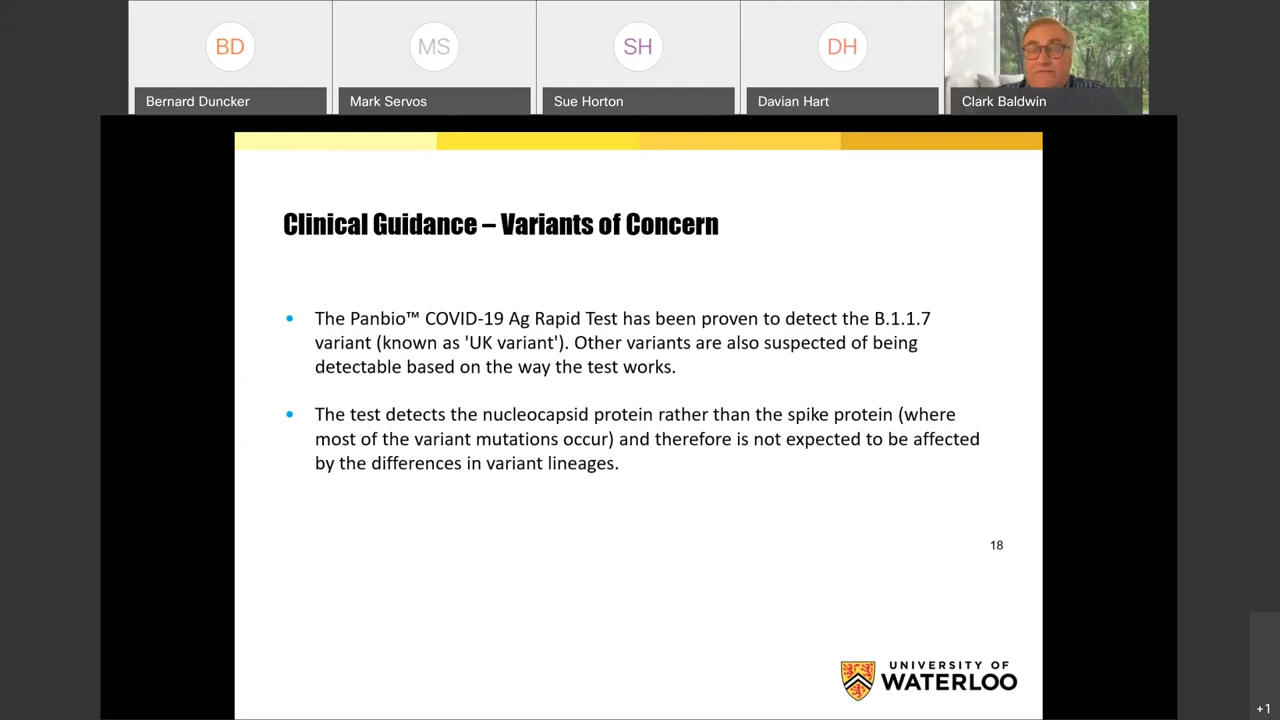 BD
MS
SH
DH
Bernard Duncker
Mark Servos
Sue Horton
Davian Hart
Clark Baldwin
Clinical Guidance – Variants of Concern
• The Panbio™ COVID-19 Ag Rapid Test has been proven to detect the B.1.1.7
variant (known as 'UK variant'). Other variants are also suspected of being
detectable based on the way the test works.
• The test detects the nucleocapsid protein rather than the spike protein (where
most of the variant mutations occur) and therefore is not expected to be affected
by the differences in variant lineages.
18
UNIVERSITY OF
WATERLOO
+1